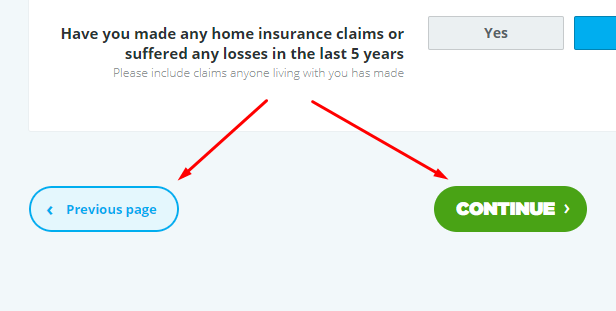 Have you made any home insurance claims or
suffered any losses in the last 5 years
Please include claims anyone living with you has made
Yes
‹ Previous page
CONTINUE ›